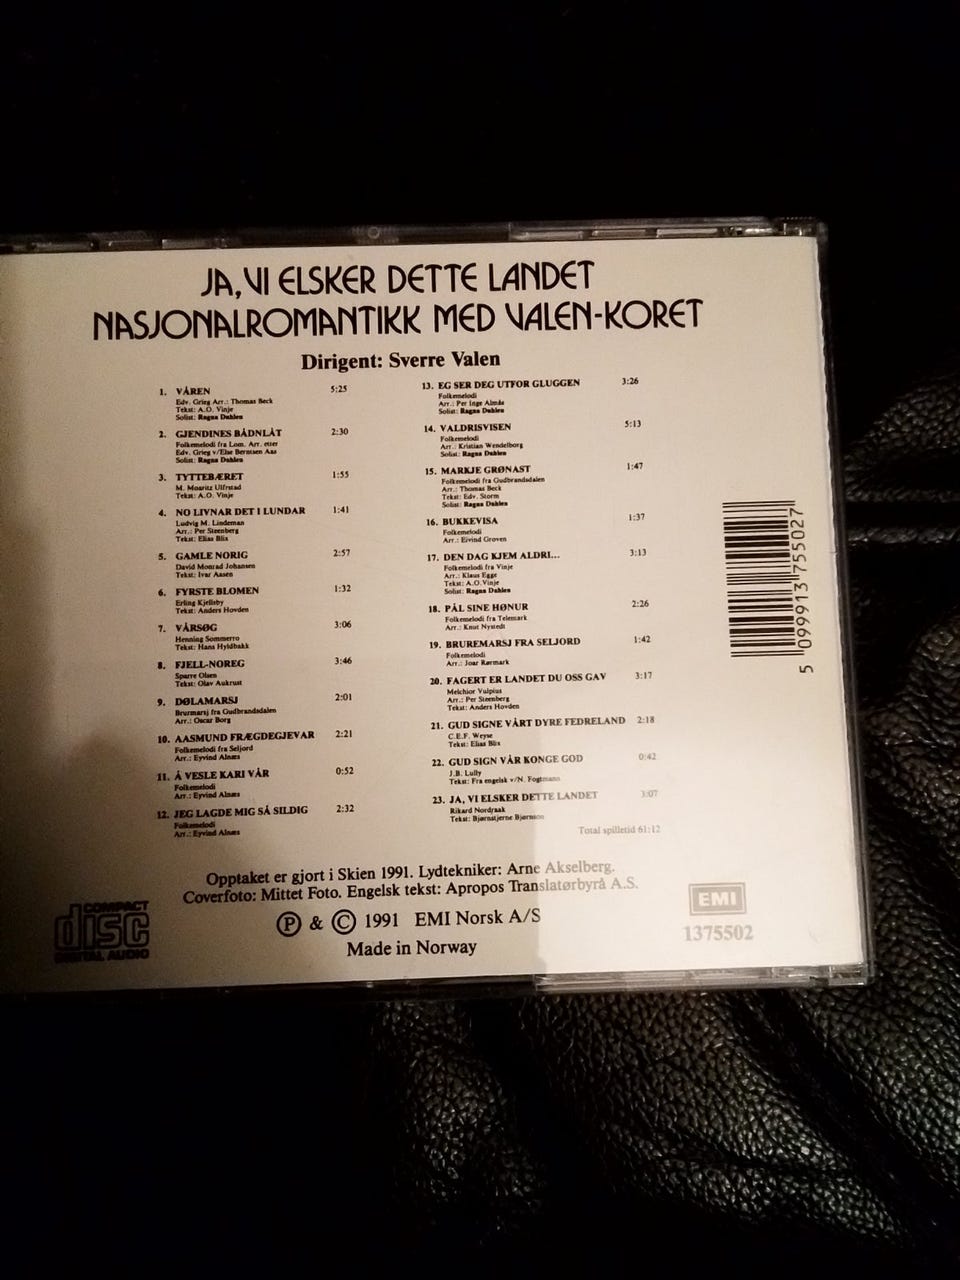 JA, VI ELSKER DETTE LANDET
NASJONALROMANTIKK MED VALEN-KORET
Dirigent: Sverre Valen
1. VÅREN 5:25
Edv. Grieg Arr.: Thomas Beck
Tekst: A.O. Vinje
Solist: Ragna Dahlen
2. GJENDINES BÅDNLÅT 2:30
Folkemelodi fra Lom. Arr. etter
Edv. Grieg v/Else Berntsen Aas
Solist: Ragna Dahlen
3. TYTTEBÆRET 1:55
M. Moaritz Ulfrstad
Tekst: A.O. Vinje
4. NO LIVNAR DET I LUNDAR 1:41
Ludvig M. Lindeman
Arr.: Per Steenberg
Tekst: Elias Blix
5. GAMLE NORIG 2:57
David Monrad Johansen
Tekst: Ivar Aasen
6. FYRSTE BLOMEN 1:32
Erling Kjellsby
Tekst: Anders Hovden
7. VÅRSØG 3:06
Henning Sommerro
Tekst: Hans Hyldbakk
8. FJELL-NOREG 3:46
Sparre Olsen
Tekst: Olav Aukrust
9. DØLAMARSJ 2:01
Brurmarsj fra Gudbrandsdalen
Arr.: Oscar Borg
10. AASMUND FRÆGDEGJEVAR 2:21
Folkemelodi fra Seljord
Arr.: Eyvind Alnæs
11. Å VESLE KARI VÅR 0:52
Folkemelodi
Arr.: Eyvind Alnæs
12. JEG LAGDE MIG SÅ SILDIG 2:32
Folkemelodi
Arr.: Eyvind Alnæs
13. EG SER DEG UTFOR GLUGGEN 3:26
Folkemelodi
Arr.: Per Inge Almås
Solist: Ragna Dahlen
14. VALDRISVISEN 5:13
Folkemelodi
Arr.: Kristian Wendelborg
Solist: Ragna Dahlen
15. MARKJE GRØNAST 1:47
Folkemelodi fra Gudbrandsdalen
Arr.: Thomas Beck
Tekst: Edv. Storm
Solist: Ragna Dahlen
16. BUKKEVISA 1:37
Folkemelodi
Arr.: Eivind Groven
17. DEN DAG KJEM ALDRI... 3:13
Folkemelodi fra Vinje
Arr.: Klaus Egge
Tekst: A.O. Vinje
Solist: Ragna Dahlen
18. PÅL SINE HØNUR 2:26
Folkemelodi fra Telemark
Arr.: Knut Nystedt
19. BRUREMARSJ FRA SELJORD 1:42
Folkemelodi
Arr.: Joar Rørmark
20. FAGERT ER LANDET DU OSS GAV 3:17
Melchior Vulpius
Arr.: Per Steenberg
Tekst: Anders Hovden
21. GUD SIGNE VÅRT DYRE FEDRELAND 2:18
C.E.F. Weyse
Tekst: Elias Blix
22. GUD SIGN VÅR KONGE GOD 0:42
J.B. Lully
Tekst: Fra engelsk v/N. Fogtmann
23. JA, VI ELSKER DETTE LANDET 3:07
Rikard Nordraak
Tekst: Bjørnstjerne Bjørnson
Total spilletid 61:12
Opptaket er gjort i Skien 1991. Lydtekniker: Arne Akselberg.
Coverfoto: Mittet Foto. Engelsk tekst: Apropos Translatørbyrå A.S.
Ⓟ & © 1991 EMI Norsk A/S
Made in Norway
COMPACT
disc
DIGITAL AUDIO
EMI
1375502
5 099913 755027